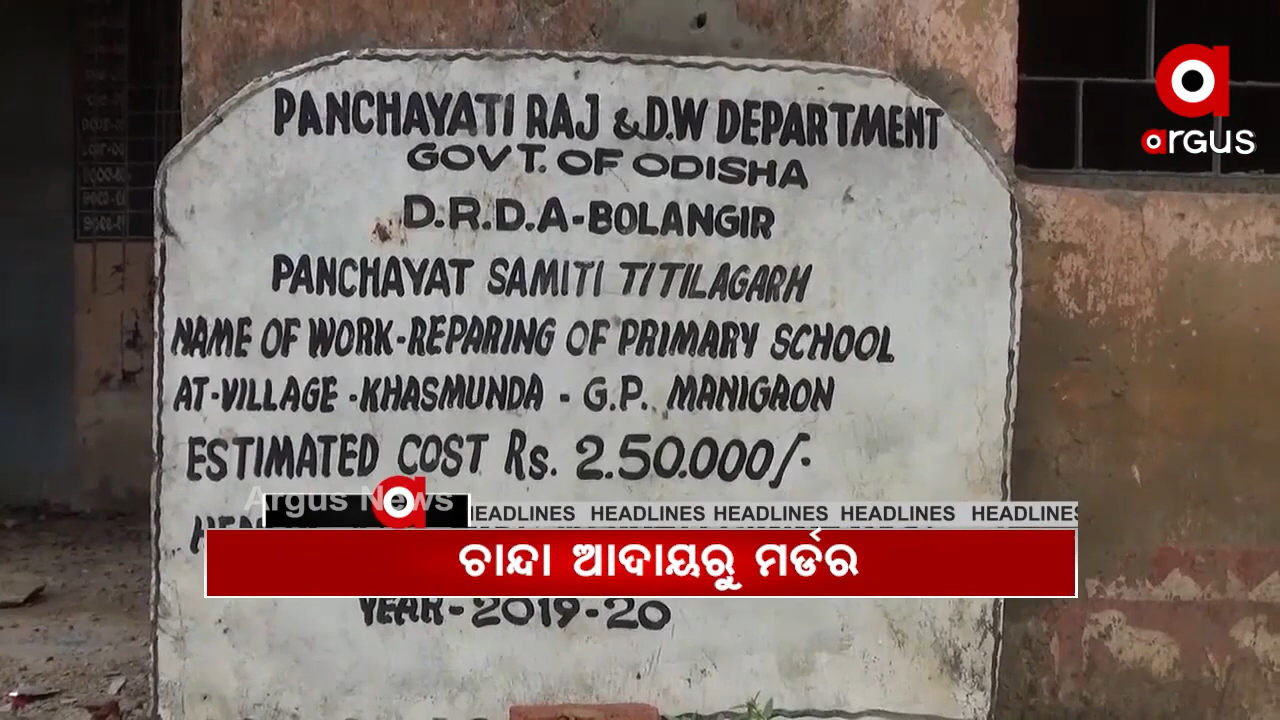 PANCHAYATI RAJ & D.W DEPARTMENT
GOVT. OF ODISHA
D.R.D.A-BOLANGIR
PANCHAYAT SAMITI TITILAGARH
NAME OF WORK-REPARING OF PRIMARY SCHOOL
AT-VILLAGE-KHASMUNDA - G.P. MANIGAON
ESTIMATED COST Rs. 2.50.000/-
YEAR-2019-20
argus
Argus News
HEADLINES HEADLINES HEADLINES HEADLINES HEADLINES
ଚାନ୍ଦା ଆଦାୟରୁ ମର୍ଡର